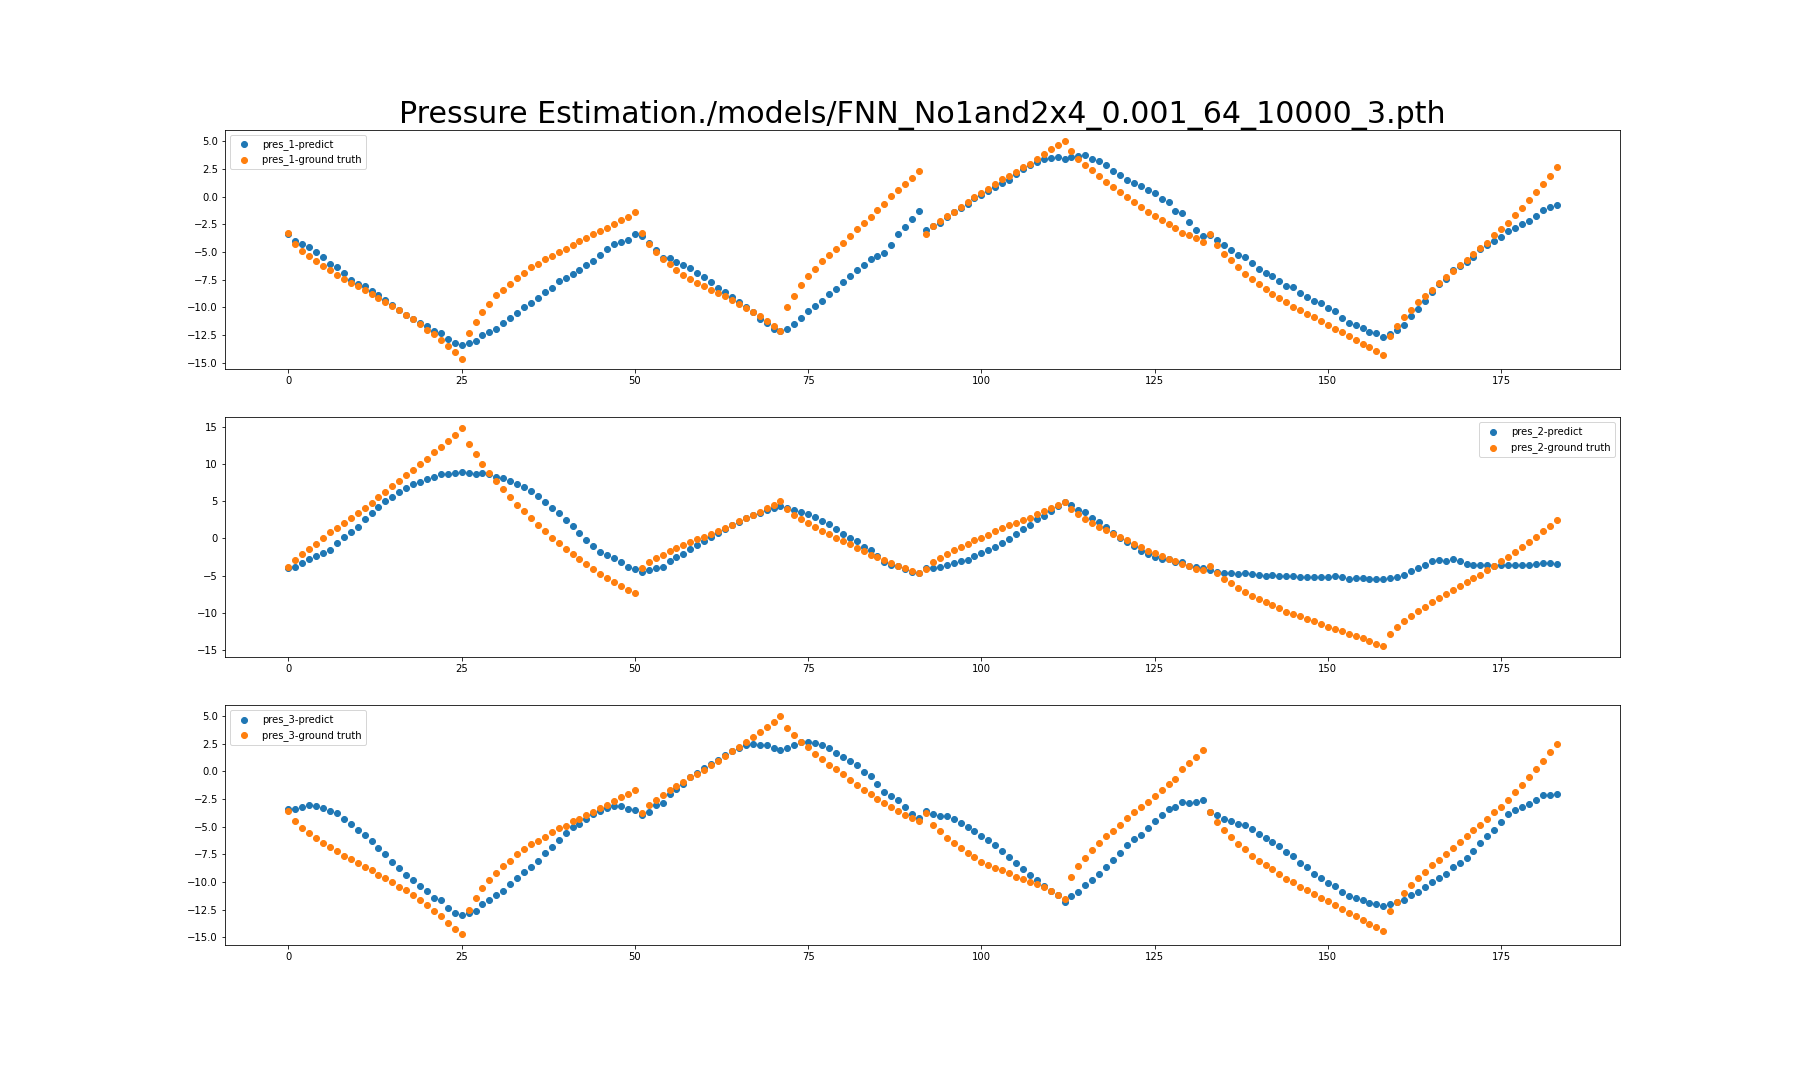 Pressure Estimation./models/FNN_No1and2x4_0.001_64_10000_3.pth
pres_1-predict
pres_1-ground truth
5.0
2.5
0.0
−2.5
−5.0
−7.5
−10.0
−12.5
−15.0
0 25 50 75 100 125 150 175
pres_2-predict
pres_2-ground truth
15
10
5
0
−5
−10
−15
0 25 50 75 100 125 150 175
pres_3-predict
pres_3-ground truth
5.0
2.5
0.0
−2.5
−5.0
−7.5
−10.0
−12.5
−15.0
0 25 50 75 100 125 150 175